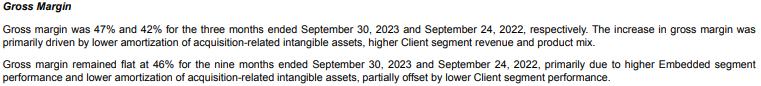 Gross Margin
Gross margin was 47% and 42% for the three months ended September 30, 2023 and September 24, 2022, respectively. The increase in gross margin was
primarily driven by lower amortization of acquisition-related intangible assets, higher Client segment revenue and product mix.
Gross margin remained flat at 46% for the nine months ended September 30, 2023 and September 24, 2022, primarily due to higher Embedded segment
performance and lower amortization of acquisition-related intangible assets, partially offset by lower Client segment performance.